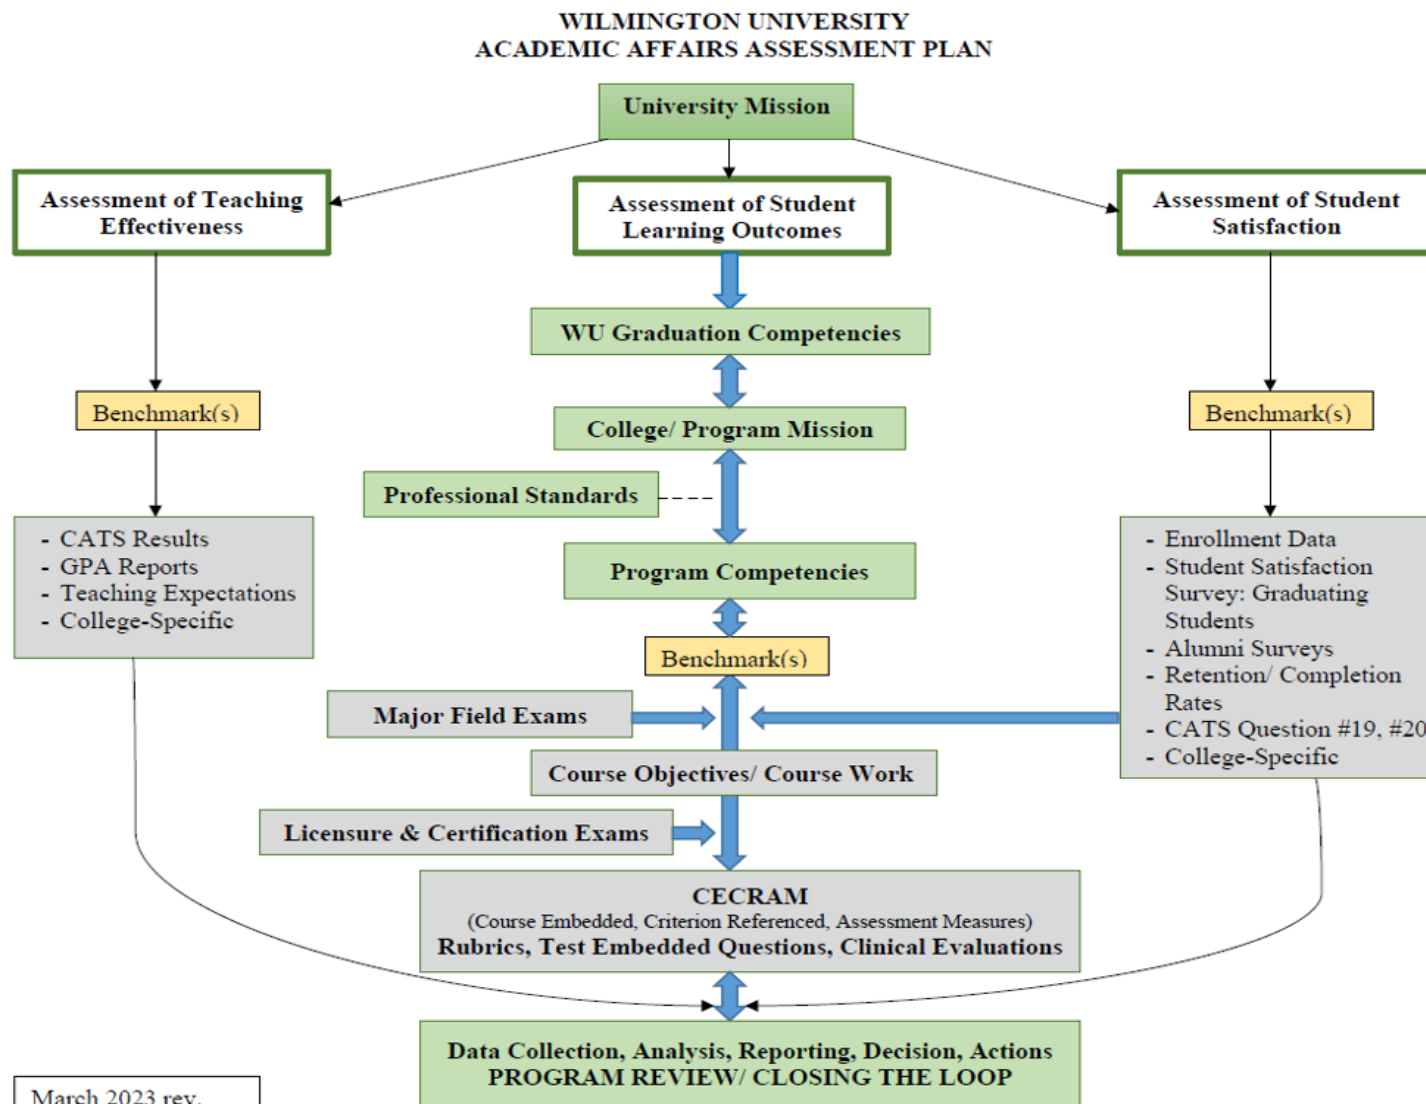 WILMINGTON UNIVERSITY
ACADEMIC AFFAIRS ASSESSMENT PLAN
University Mission
Assessment of Teaching
Effectiveness
Assessment of Student
Learning Outcomes
Assessment of Student
Satisfaction
WU Graduation Competencies
Benchmark(s)
College/ Program Mission
Benchmark(s)
Professional Standards
- CATS Results
- GPA Reports
- Teaching Expectations
- College-Specific
Program Competencies
Benchmark(s)
- Enrollment Data
- Student Satisfaction
Survey: Graduating
Students
- Alumni Surveys
- Retention/ Completion
Rates
- CATS Question #19, #20
- College-Specific
Major Field Exams
Course Objectives/ Course Work
Licensure & Certification Exams
CECRAM
(Course Embedded, Criterion Referenced, Assessment Measures)
Rubrics, Test Embedded Questions, Clinical Evaluations
Data Collection, Analysis, Reporting, Decision, Actions
PROGRAM REVIEW/ CLOSING THE LOOP
March 2023 rev.